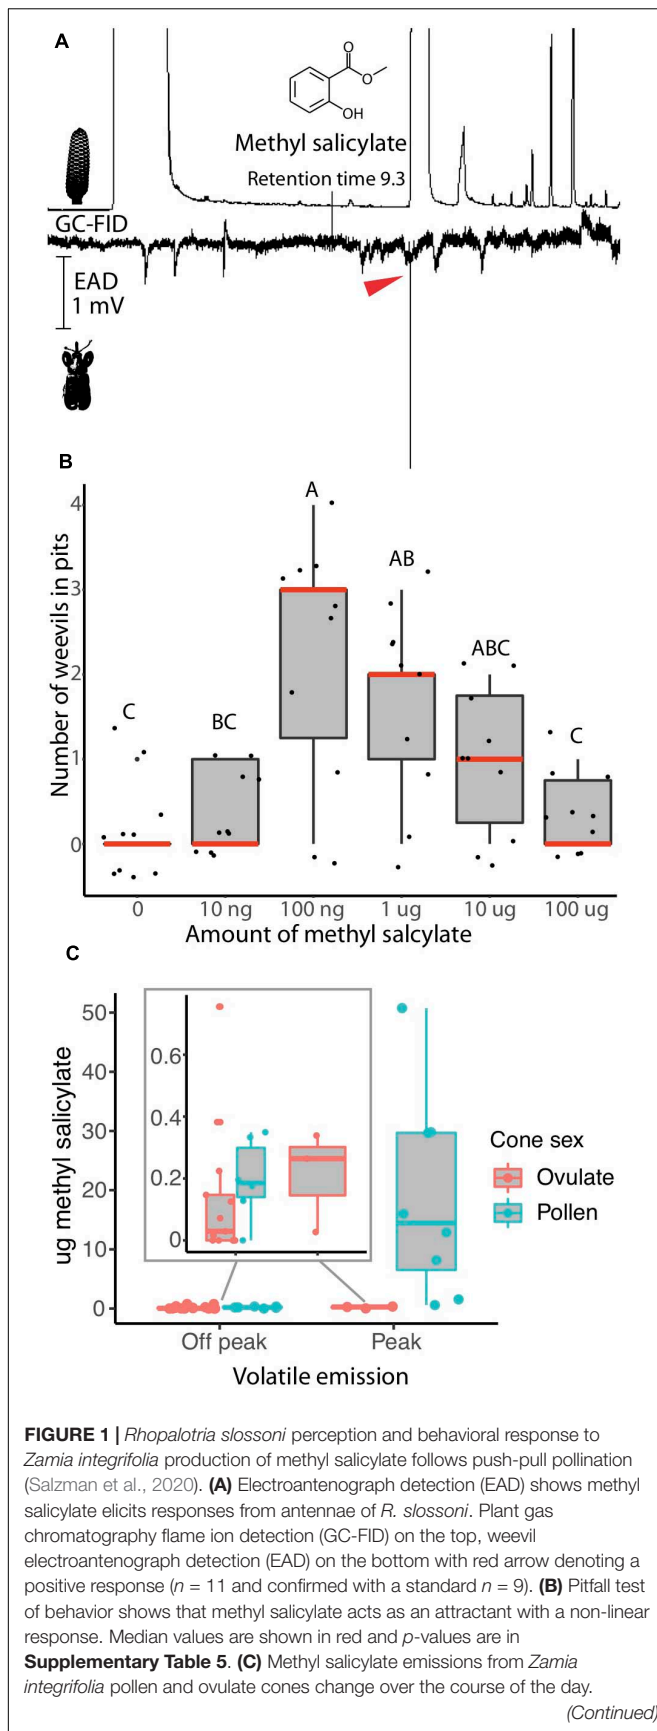 A
O
O
OH
Methyl salicylate
Retention time 9.3
GC-FID
EAD
1 mV
B
Number of weevils in pits
4
3
2
1
0
C
BC
A
AB
ABC
C
0 10 ng 100 ng 1 ug 10 ug 100 ug
Amount of methyl salcylate
C
ug methyl salicylate
50
40
30
20
10
0
0.6
0.4
0.2
0
Cone sex
Ovulate
Pollen
Off peak Peak
Volatile emission
FIGURE 1 | Rhopalotria slossoni perception and behavioral response to
Zamia integrifolia production of methyl salicylate follows push-pull pollination
(Salzman et al., 2020). (A) Electroantenograph detection (EAD) shows methyl
salicylate elicits responses from antennae of R. slossoni. Plant gas
chromatography flame ion detection (GC-FID) on the top, weevil
electroantenograph detection (EAD) on the bottom with red arrow denoting a
positive response (n = 11 and confirmed with a standard n = 9). (B) Pitfall test
of behavior shows that methyl salicylate acts as an attractant with a non-linear
response. Median values are shown in red and p-values are in
Supplementary Table 5. (C) Methyl salicylate emissions from Zamia
integrifolia pollen and ovulate cones change over the course of the day.
(Continued)